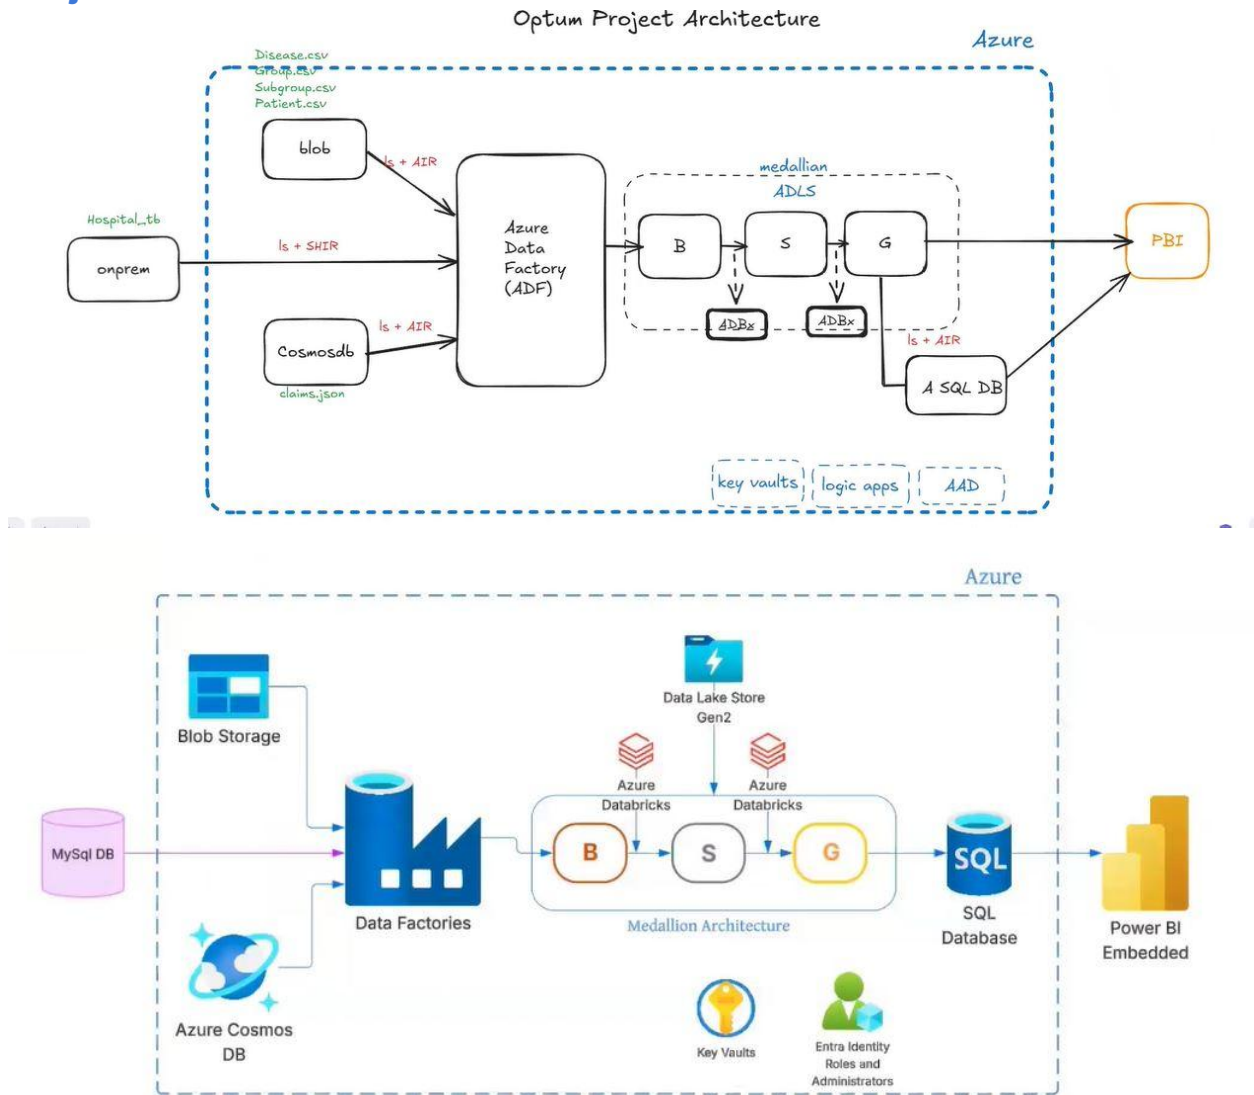 Optum Project Architecture
Azure
Disease.csv
Group.csv
Subgroup.csv
Patient.csv
blob
ls + AIR
Hospital_tb
onprem
ls + SHIR
Cosmosdb
ls + AIR
claims.json
Azure
Data
Factory
(ADF)
medallian
ADLS
B
S
G
ADBx
ADBx
ls + AIR
A SQL DB
PBI
key vaults
logic apps
AAD
Azure
Blob Storage
MySql DB
Azure Cosmos
DB
Data Factories
Data Lake Store
Gen2
Azure
Databricks
Azure
Databricks
B
S
G
Medallion Architecture
SQL
SQL
Database
Power BI
Embedded
Key Vaults
Entra Identity
Roles and
Administrators